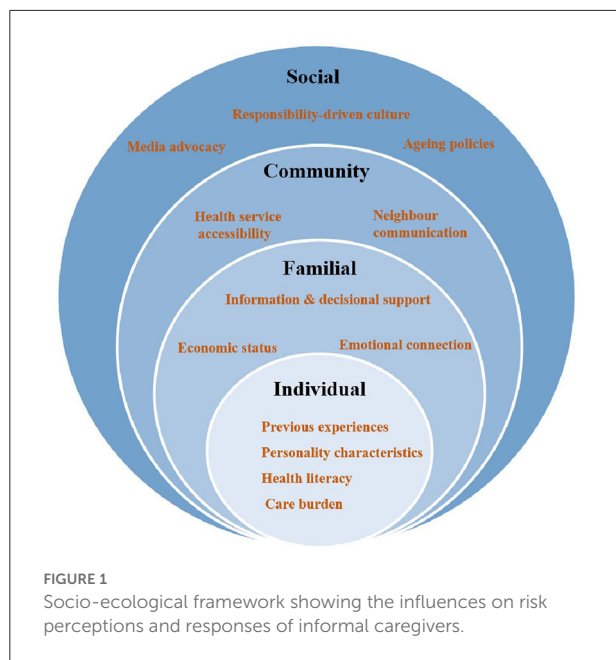 Social
Responsibility-driven culture
Media advocacy
Ageing policies
Community
Health service
accessibility
Neighbour
communication
Familial
Information & decisional support
Economic status
Emotional connection
Individual
Previous experiences
Personality characteristics
Health literacy
Care burden
FIGURE 1
Socio-ecological framework showing the influences on risk
perceptions and responses of informal caregivers.